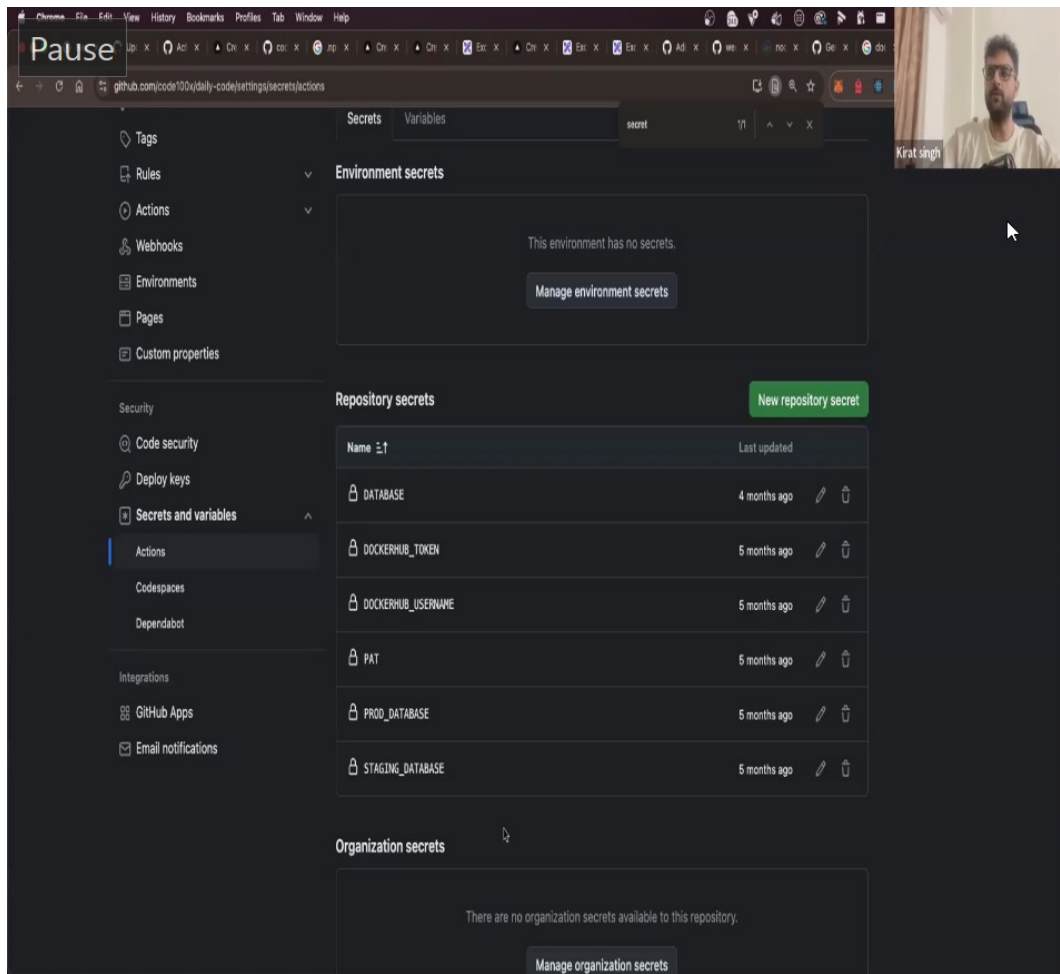 Chrome File Edit View History Bookmarks Profiles Tab Window Help
Pause
github.com/code100x/daily-code/settings/secrets/actions
secret 1/1
Kirat singh
Tags
Rules
Actions
Webhooks
Environments
Pages
Custom properties
Security
Code security
Deploy keys
Secrets and variables
Actions
Codespaces
Dependabot
Integrations
GitHub Apps
Email notifications
Secrets Variables
Environment secrets
This environment has no secrets.
Manage environment secrets
Repository secrets New repository secret
Name Last updated
DATABASE 4 months ago
DOCKERHUB_TOKEN 5 months ago
DOCKERHUB_USERNAME 5 months ago
PAT 5 months ago
PROD_DATABASE 5 months ago
STAGING_DATABASE 5 months ago
Organization secrets
There are no organization secrets available to this repository.
Manage organization secrets